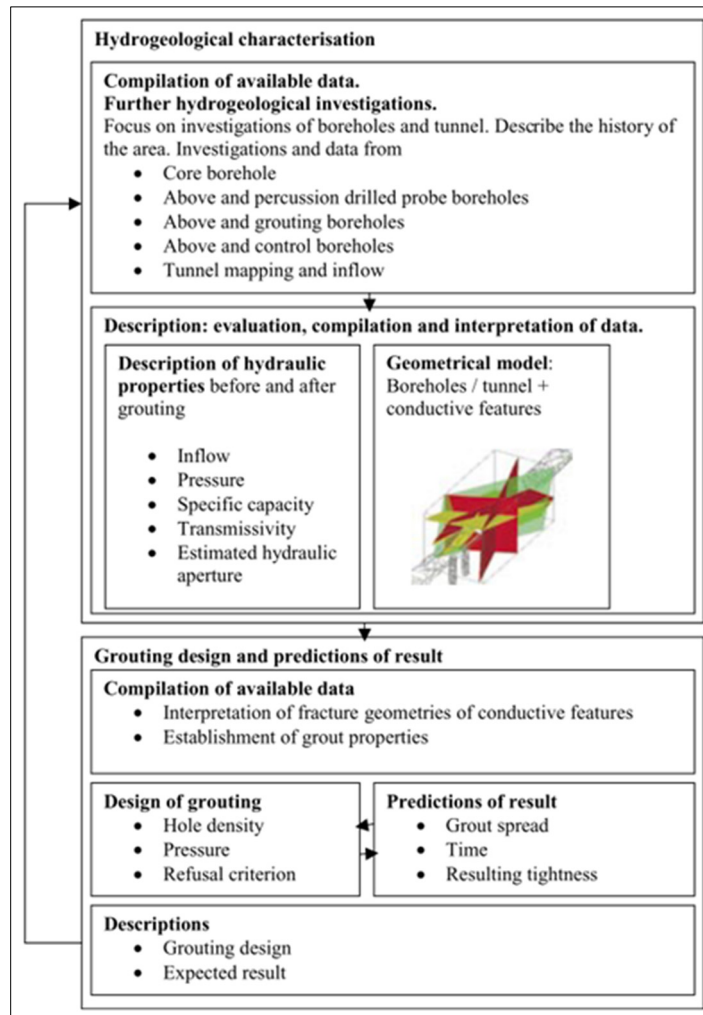 Hydrogeological characterisation
Compilation of available data.
Further hydrogeological investigations.
Focus on investigations of boreholes and tunnel. Describe the history of
the area. Investigations and data from
• Core borehole
• Above and percussion drilled probe boreholes
• Above and grouting boreholes
• Above and control boreholes
• Tunnel mapping and inflow
Description: evaluation, compilation and interpretation of data.
Description of hydraulic
properties before and after
grouting
• Inflow
• Pressure
• Specific capacity
• Transmissivity
• Estimated hydraulic
aperture
Geometrical model:
Boreholes / tunnel +
conductive features
Grouting design and predictions of result
Compilation of available data
• Interpretation of fracture geometries of conductive features
• Establishment of grout properties
Design of grouting
• Hole density
• Pressure
• Refusal criterion
Predictions of result
• Grout spread
• Time
• Resulting tightness
Descriptions
• Grouting design
• Expected result